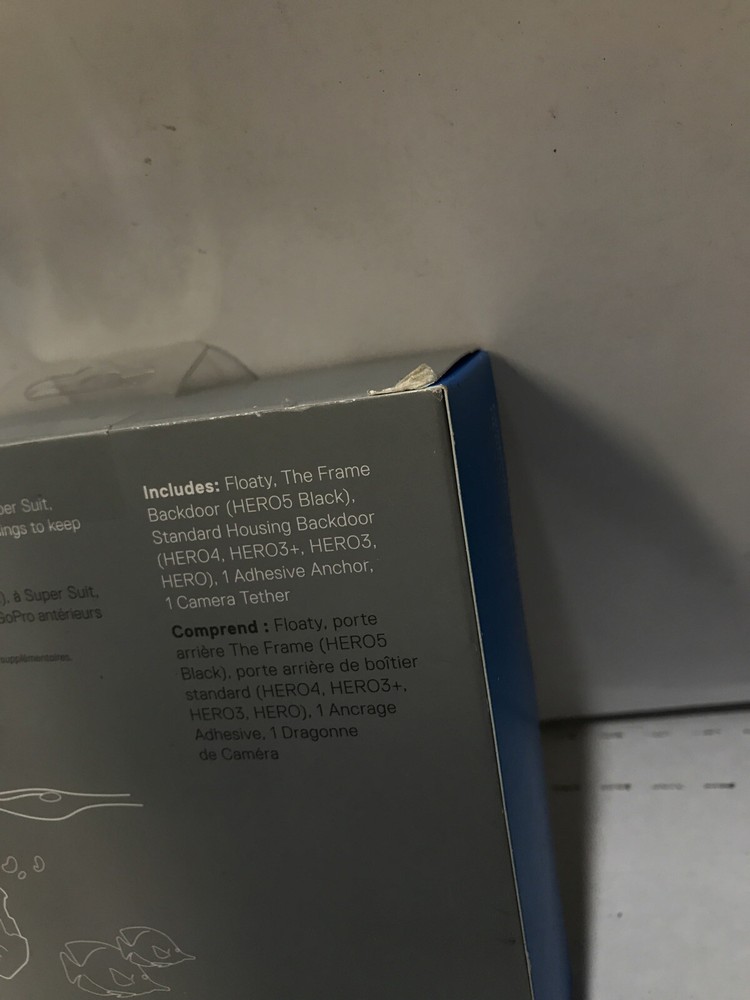 per Suit,
ings to keep
), à Super Suit,
GoPro antérieurs
supplémentaires.
Includes: Floaty, The Frame
Backdoor (HERO5 Black),
Standard Housing Backdoor
(HERO4, HERO3+, HERO3,
HERO), 1 Adhesive Anchor,
1 Camera Tether
Comprend : Floaty, porte
arrière The Frame (HERO5
Black), porte arrière de boîtier
standard (HERO4, HERO3+,
HERO3, HERO), 1 Ancrage
Adhesive, 1 Dragonne
de Caméra